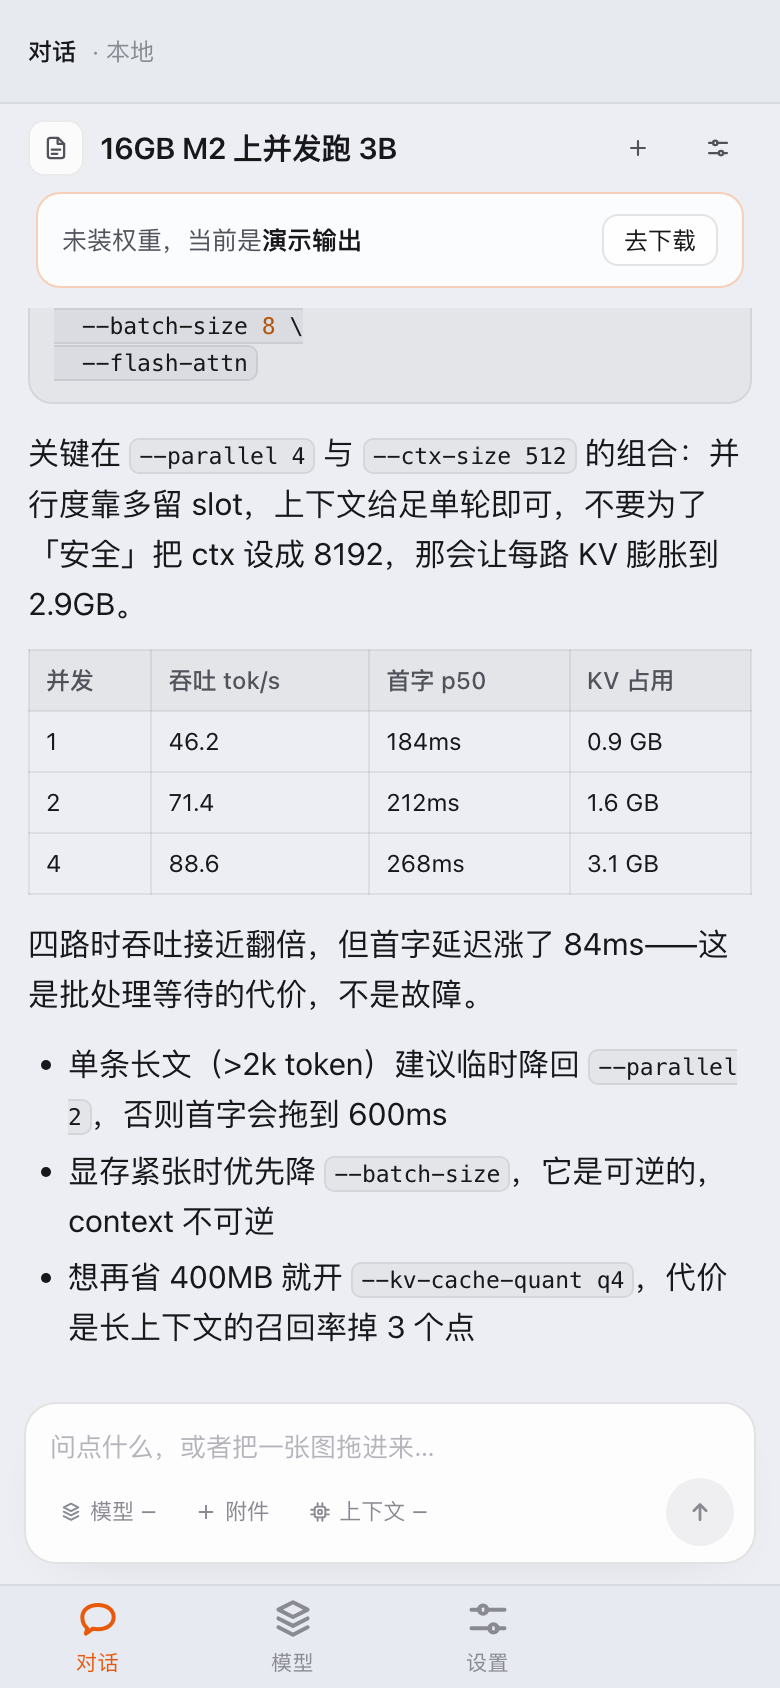 对话 · 本地
16GB M2 上并发跑 3B
未装权重，当前是演示输出 去下载
--batch-size 8 \
--flash-attn
关键在 --parallel 4 与 --ctx-size 512 的组合：并
行度靠多留 slot，上下文给足单轮即可，不要为了
「安全」把 ctx 设成 8192，那会让每路 KV 膨胀到
2.9GB。
并发 吞吐 tok/s 首字 p50 KV 占用
1 46.2 184ms 0.9 GB
2 71.4 212ms 1.6 GB
4 88.6 268ms 3.1 GB
四路时吞吐接近翻倍，但首字延迟涨了 84ms——这
是批处理等待的代价，不是故障。
• 单条长文（>2k token）建议临时降回 --parallel
2，否则首字会拖到 600ms
• 显存紧张时优先降 --batch-size，它是可逆的，
context 不可逆
• 想再省 400MB 就开 --kv-cache-quant q4，代价
是长上下文的召回率掉 3 个点
问点什么，或者把一张图拖进来...
模型 – + 附件 上下文 –
对话 模型 设置